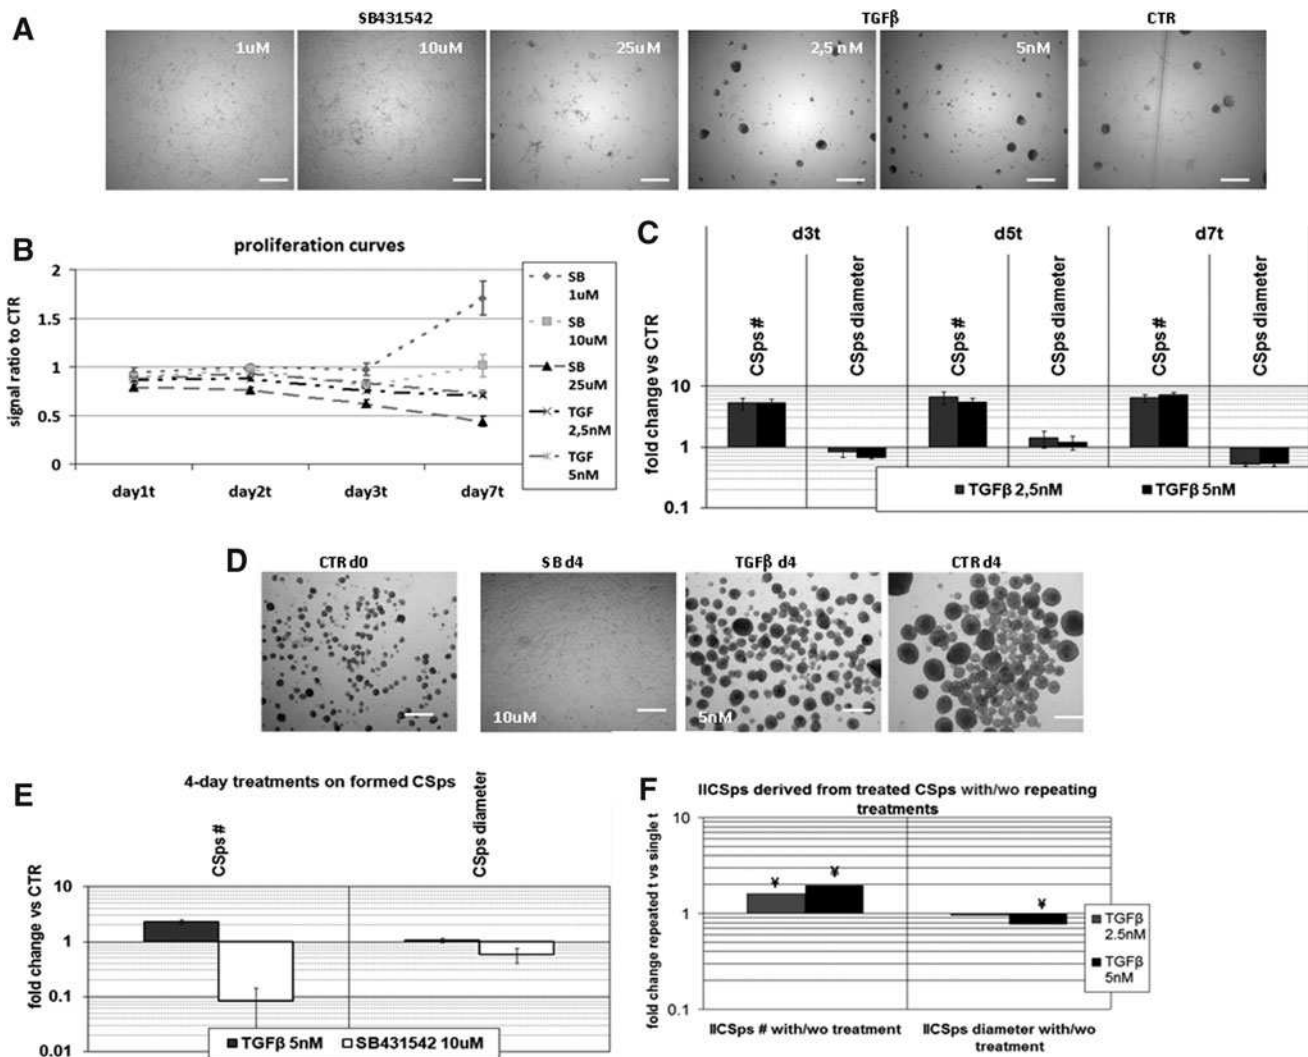 A
SB431542
TGFβ
CTR
1uM
10uM
25uM
2,5 nM
5nM
B
proliferation curves
signal ratio to CTR
2
1.5
1
0.5
0
day1t
day2t
day3t
day7t
SB
1uM
SB
10uM
SB
25uM
TGF
2,5nM
TGF
5nM
C
d3t
d5t
d7t
CSps #
CSps diameter
CSps #
CSps diameter
CSps #
CSps diameter
fold change vs CTR
10
1
0.1
TGFβ 2,5nM
TGFβ 5nM
D
CTR d0
SB d4
TGFβ d4
CTR d4
10uM
5nM
E
4-day treatments on formed CSps
CSps #
CSps diameter
fold change vs CTR
10
1
0.1
0.01
TGFβ 5nM
SB431542 10uM
F
IICSps derived from treated CSps with/wo repeating
treatments
fold change repeated t vs single t
10
1
0.1
¥
¥
¥
TGFβ
2.5nM
TGFβ
5nM
IICSps # with/wo treatment
IICSps diameter with/wo
treatment